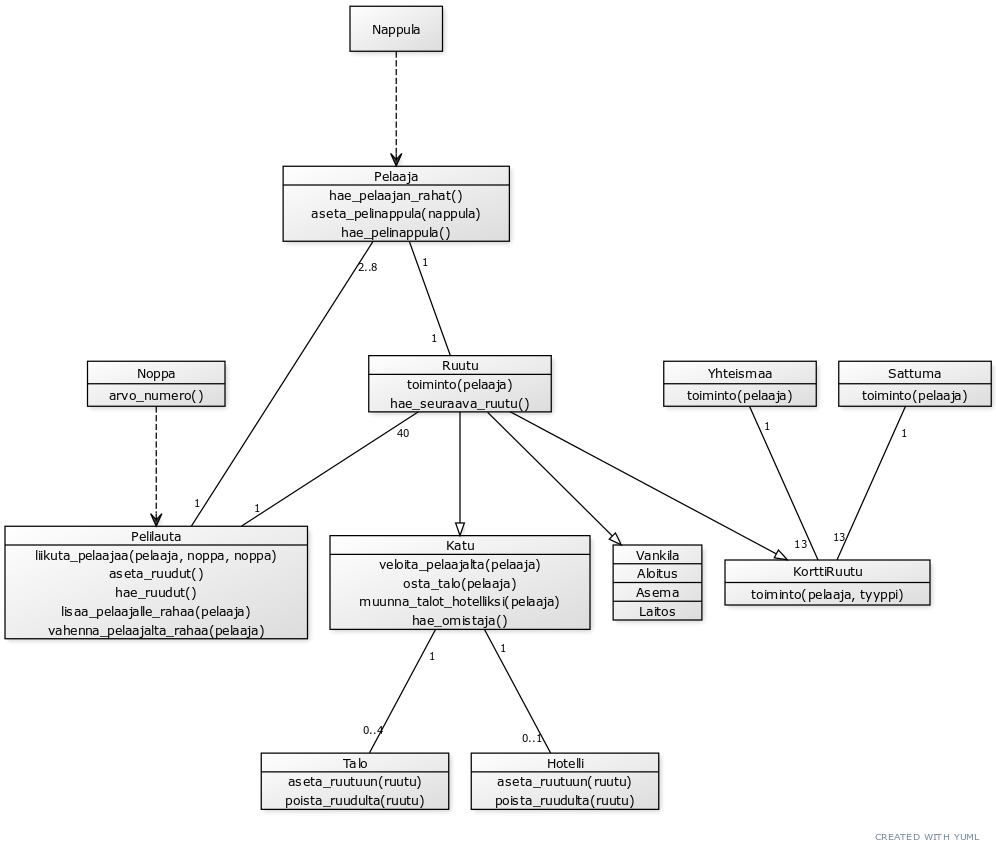 Nappula
Pelaaja
hae_pelaajan_rahat()
aseta_pelinappula(nappula)
hae_pelinappula()
2..8
1
1
Noppa
arvo_numero()
Ruutu
toiminto(pelaaja)
hae_seuraava_ruutu()
Yhteismaa
toiminto(pelaaja)
Sattuma
toiminto(pelaaja)
40
1
1
1
1
13
13
Pelilauta
liikuta_pelaajaa(pelaaja, noppa, noppa)
aseta_ruudut()
hae_ruudut()
lisaa_pelaajalle_rahaa(pelaaja)
vahenna_pelaajalta_rahaa(pelaaja)
Katu
veloita_pelaajalta(pelaaja)
osta_talo(pelaaja)
muunna_talot_hotelliksi(pelaaja)
hae_omistaja()
Vankila
Aloitus
Asema
Laitos
KorttiRuutu
toiminto(pelaaja, tyyppi)
1
1
0..4
0..1
Talo
aseta_ruutuun(ruutu)
poista_ruudulta(ruutu)
Hotelli
aseta_ruutuun(ruutu)
poista_ruudulta(ruutu)
CREATED WITH YUML